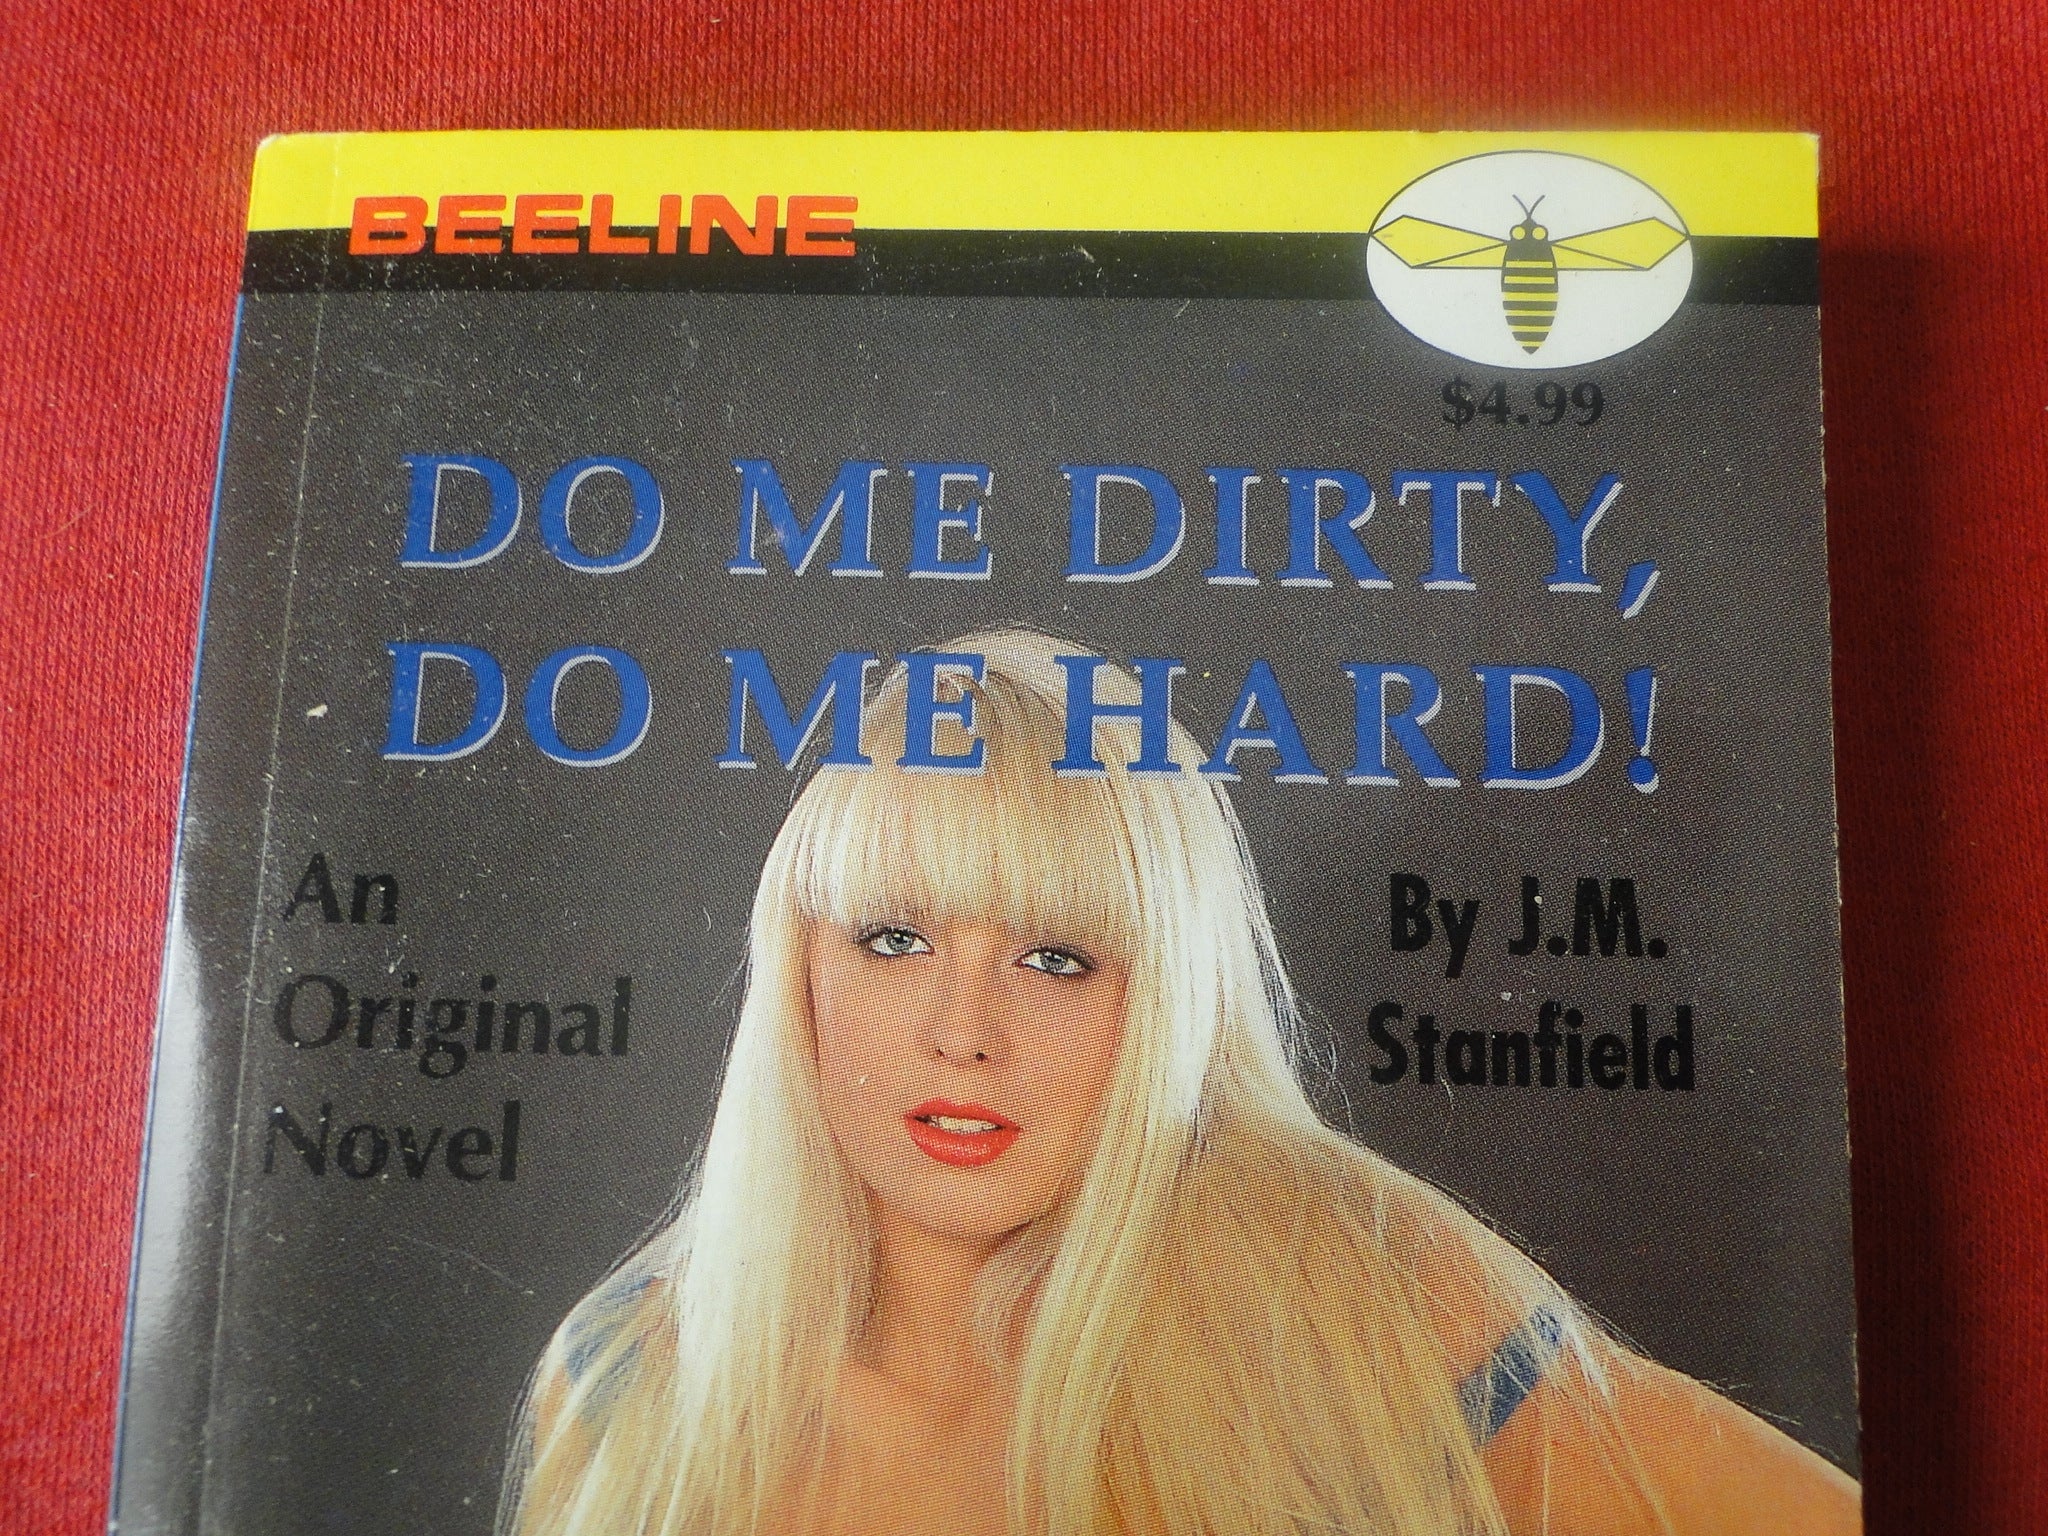 BEELINE
$4.99
DO ME DIRTY,
DO ME HARD!
An
Original
Novel
By J.M.
Stanfield